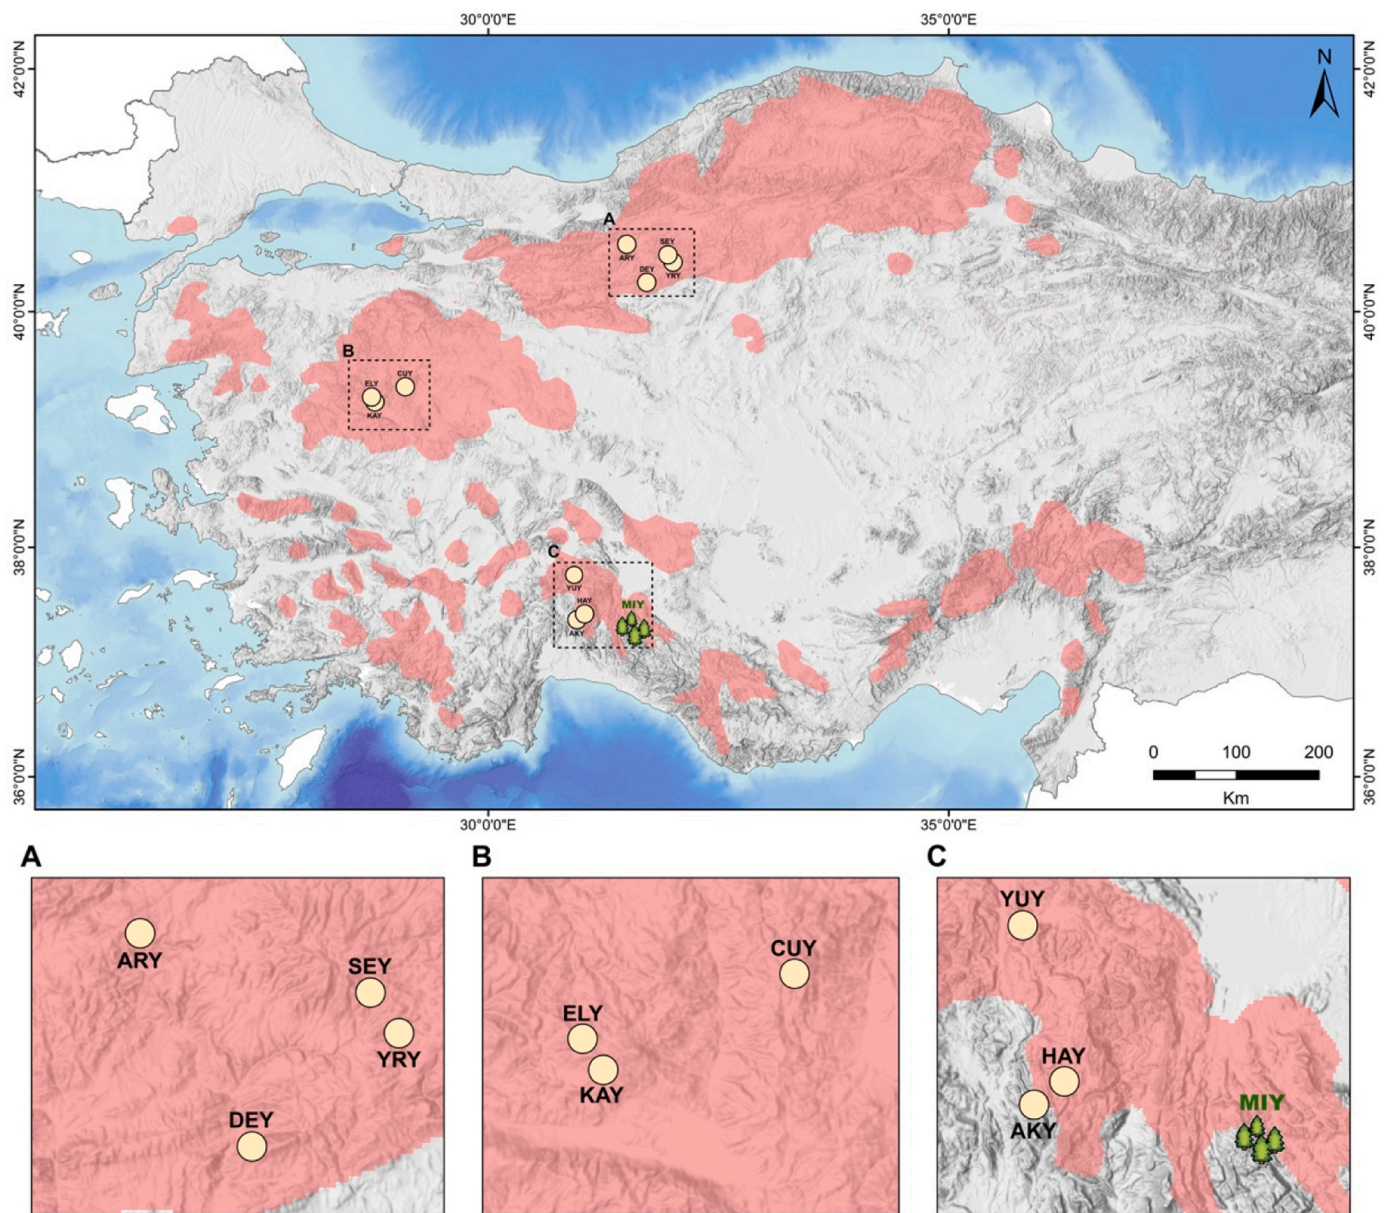 30°0'0"E 35°0'0"E
42°0'0"N 42°0'0"N
N
A
ARY SEY
DEY YRY
40°0'0"N 40°0'0"N
B
ELY CUY
KAY
38°0'0"N 38°0'0"N
C
YUY
HAY MIY
AKY
0 100 200
Km
36°0'0"N 36°0'0"N
30°0'0"E 35°0'0"E
A B C
ARY
SEY
YRY
DEY
CUY
ELY
KAY
YUY
HAY
AKY
MIY